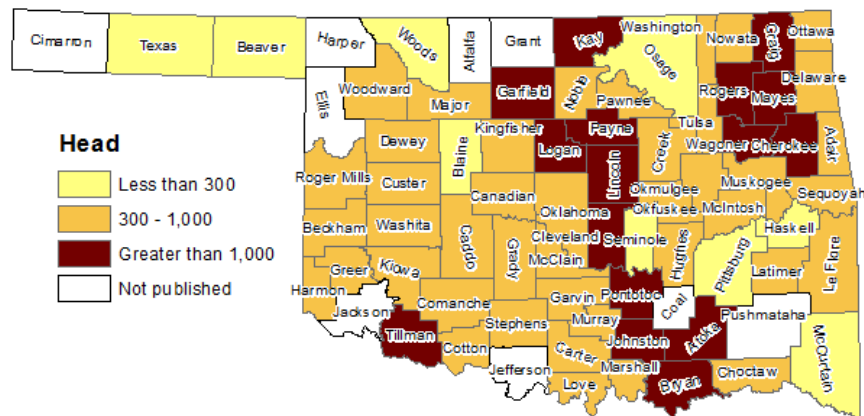 Cimarron
Texas
Beaver
Harper
Woods
Alfalfa
Grant
Kay
Washington
Osage
Nowata
Craig
Ottawa
Ellis
Woodward
Major
Garfield
Noble
Pawnee
Rogers
Mayes
Delaware
Tulsa
Head
Less than 300
300 - 1,000
Greater than 1,000
Not published
Dewey
Blaine
Kingfisher
Logan
Payne
Lincoln
Creek
Wagoner
Cherokee
Adair
Roger Mills
Custer
Canadian
Oklahoma
Okmulgee
Okfuskee
Muskogee
McIntosh
Sequoyah
Beckham
Washita
Caddo
Grady
Cleveland
McClain
Seminole
Hughes
Pittsburg
Haskell
Latimer
Le Flore
Greer
Kiowa
Harmon
Jackson
Tillman
Comanche
Cotton
Stephens
Jefferson
Garvin
Murray
Carter
Love
Pontotoc
Johnston
Marshall
Coal
Atoka
Bryan
Pushmataha
Choctaw
McCurtain